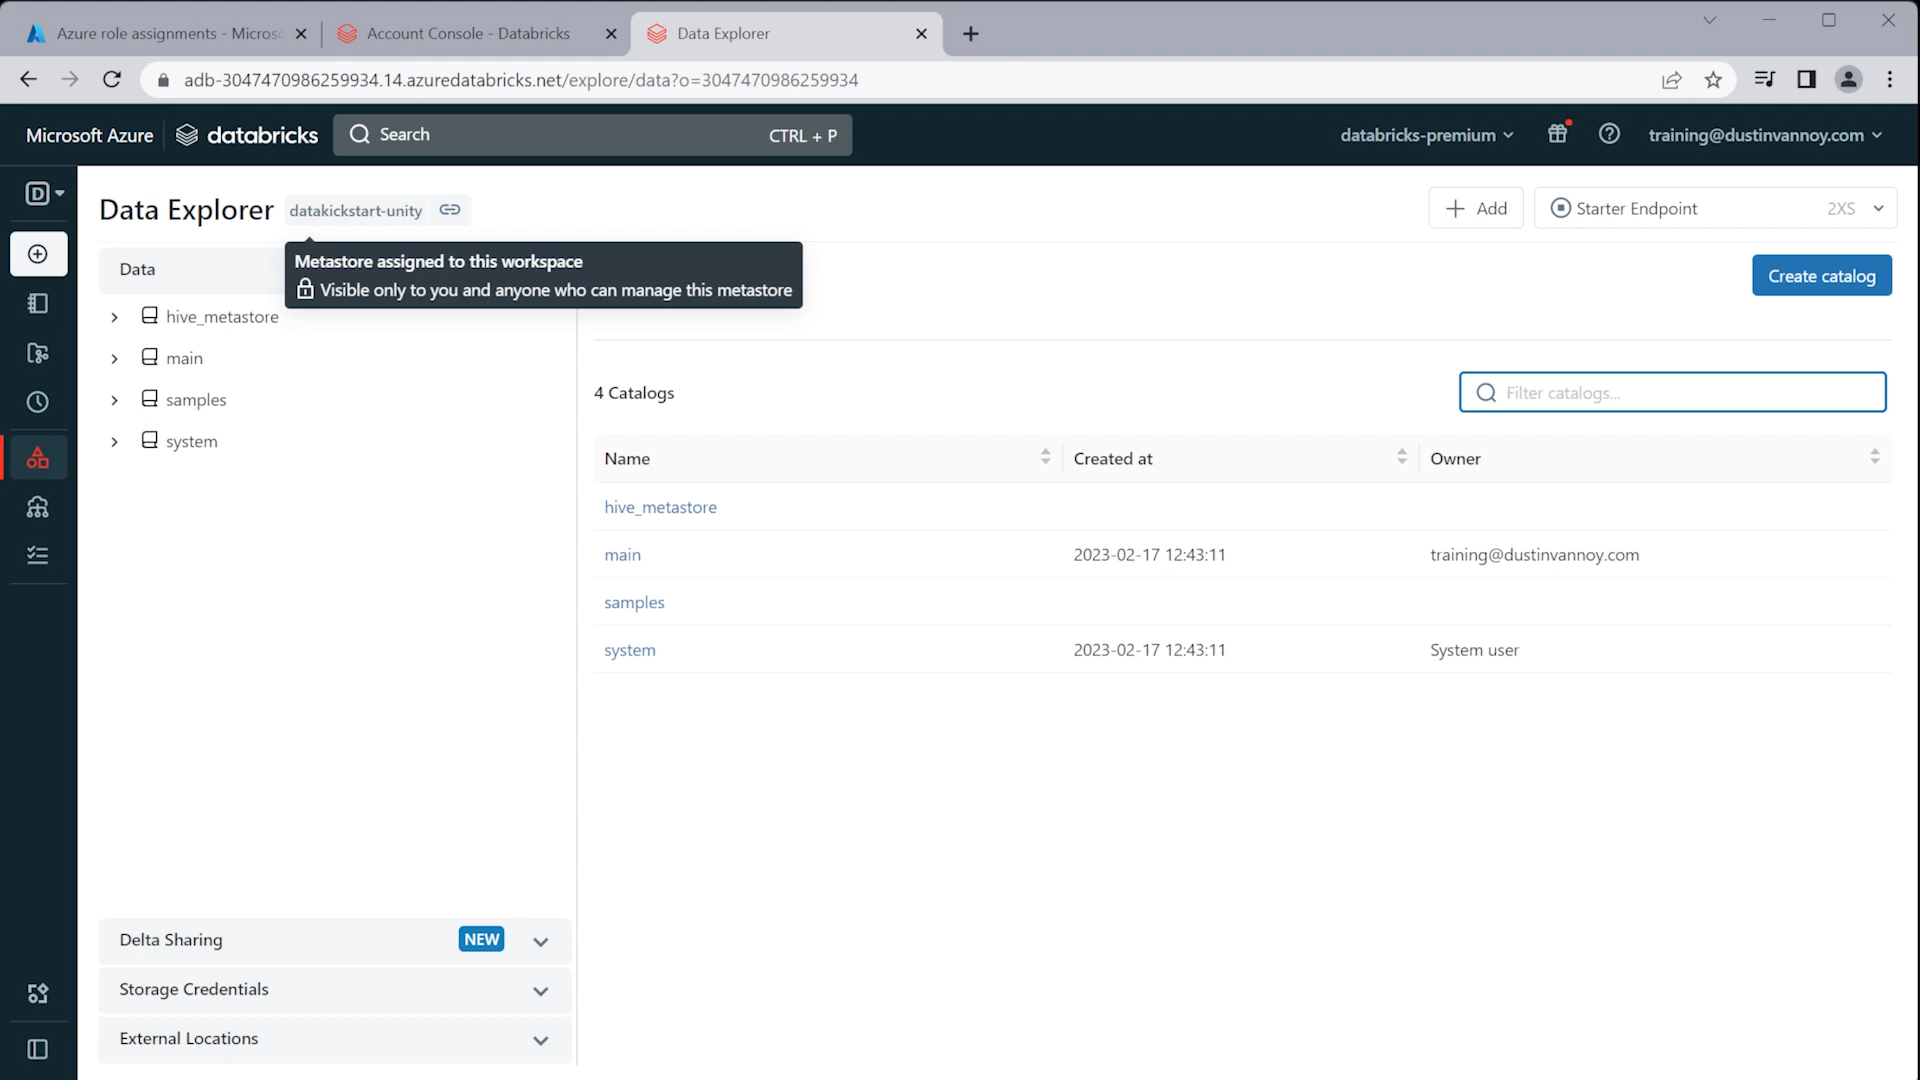 Azure role assignments - Microsc
Account Console - Databricks
Data Explorer
adb-3047470986259934.14.azuredatabricks.net/explore/data?o=3047470986259934
Microsoft Azure
databricks
Search
CTRL + P
databricks-premium
training@dustinvannoy.com
D
Data Explorer
datakickstart-unity
Add
Starter Endpoint
2XS
Metastore assigned to this workspace
Visible only to you and anyone who can manage this metastore
Data
Create catalog
hive_metastore
main
samples
system
4 Catalogs
Filter catalogs...
Name
Created at
Owner
hive_metastore
main
2023-02-17 12:43:11
training@dustinvannoy.com
samples
system
2023-02-17 12:43:11
System user
Delta Sharing
NEW
Storage Credentials
External Locations